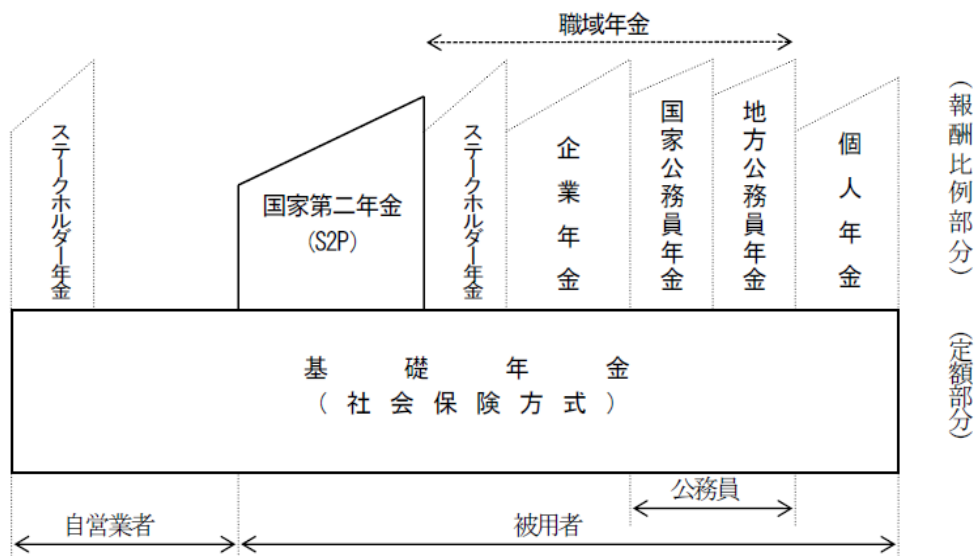 職域年金
ステークホルダー年金
国家第二年金
(S2P)
ステークホルダー年金
企業年金
国家公務員年金
地方公務員年金
個人年金
(報酬比例部分)
基礎年金
(社会保険方式)
(定額部分)
公務員
自営業者
被用者